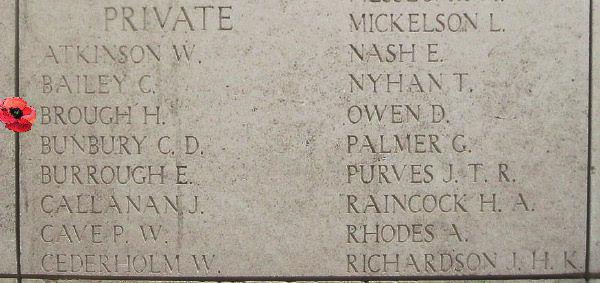 PRIVATE
ATKINSON W.
BAILEY C.
BROUGH H.
BUNBURY C. D.
BURROUGH E.
CALLANAN J.
CAVE P. W.
CEDERHOLM W.
MICKELSON L.
NASH E.
NYHAN T.
OWEN D.
PALMER G.
PURVES J. T. R.
RAINCOCK H. A.
RHODES A.
RICHARDSON J. H. K.